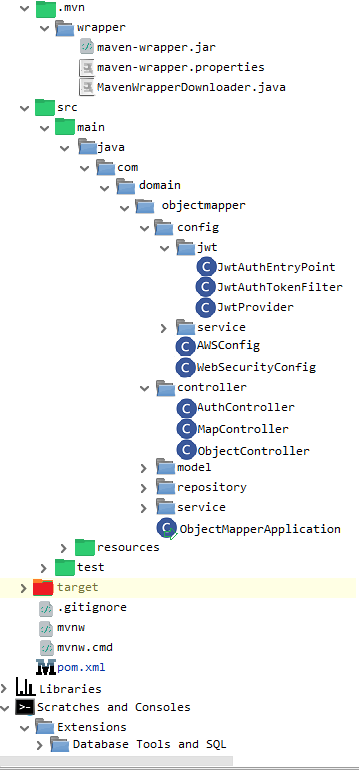 .mvn
wrapper
maven-wrapper.jar
maven-wrapper.properties
MavenWrapperDownloader.java
src
main
java
com
domain
objectmapper
config
jwt
JwtAuthEntryPoint
JwtAuthTokenFilter
JwtProvider
service
AWSConfig
WebSecurityConfig
controller
AuthController
MapController
ObjectController
model
repository
service
ObjectMapperApplication
resources
test
target
.gitignore
mvnw
mvnw.cmd
pom.xml
Libraries
Scratches and Consoles
Extensions
Database Tools and SQL